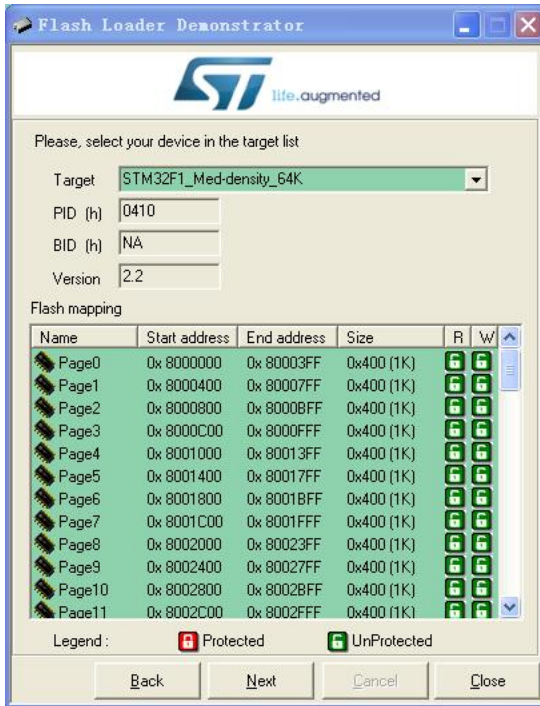 Flash Loader Demonstrator
life.augmented
Please, select your device in the target list
Target STM32F1_Med-density_64K
PID (h) 0410
BID (h) NA
Version 2.2
Flash mapping
Name Start address End address Size R W
Page0 0x 8000000 0x 80003FF 0x400 (1K)
Page1 0x 8000400 0x 80007FF 0x400 (1K)
Page2 0x 8000800 0x 8000BFF 0x400 (1K)
Page3 0x 8000C00 0x 8000FFF 0x400 (1K)
Page4 0x 8001000 0x 80013FF 0x400 (1K)
Page5 0x 8001400 0x 80017FF 0x400 (1K)
Page6 0x 8001800 0x 8001BFF 0x400 (1K)
Page7 0x 8001C00 0x 8001FFF 0x400 (1K)
Page8 0x 8002000 0x 80023FF 0x400 (1K)
Page9 0x 8002400 0x 80027FF 0x400 (1K)
Page10 0x 8002800 0x 8002BFF 0x400 (1K)
Page11 0x 8002C00 0x 8002FFF 0x400 (1K)
Legend : Protected UnProtected
Back Next Cancel Close